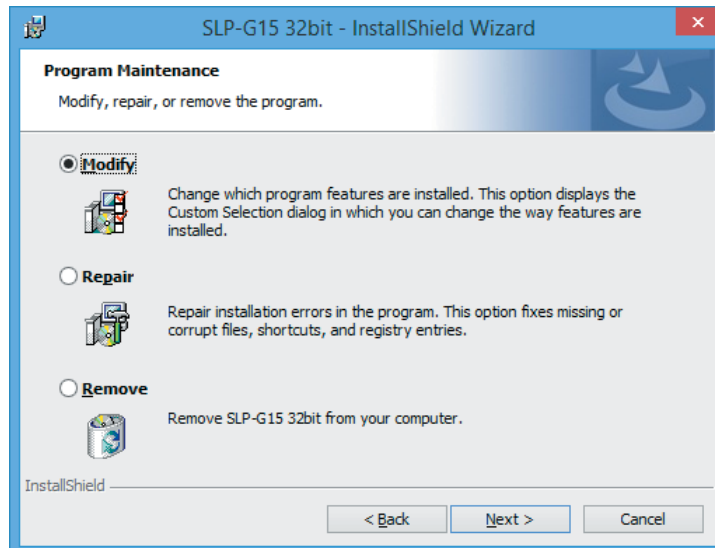 SLP-G15 32bit - InstallShield Wizard
Program Maintenance
Modify, repair, or remove the program.
Modify
Change which program features are installed. This option displays the
Custom Selection dialog in which you can change the way features are
installed.
Repair
Repair installation errors in the program. This option fixes missing or
corrupt files, shortcuts, and registry entries.
Remove
Remove SLP-G15 32bit from your computer.
InstallShield
< Back Next > Cancel